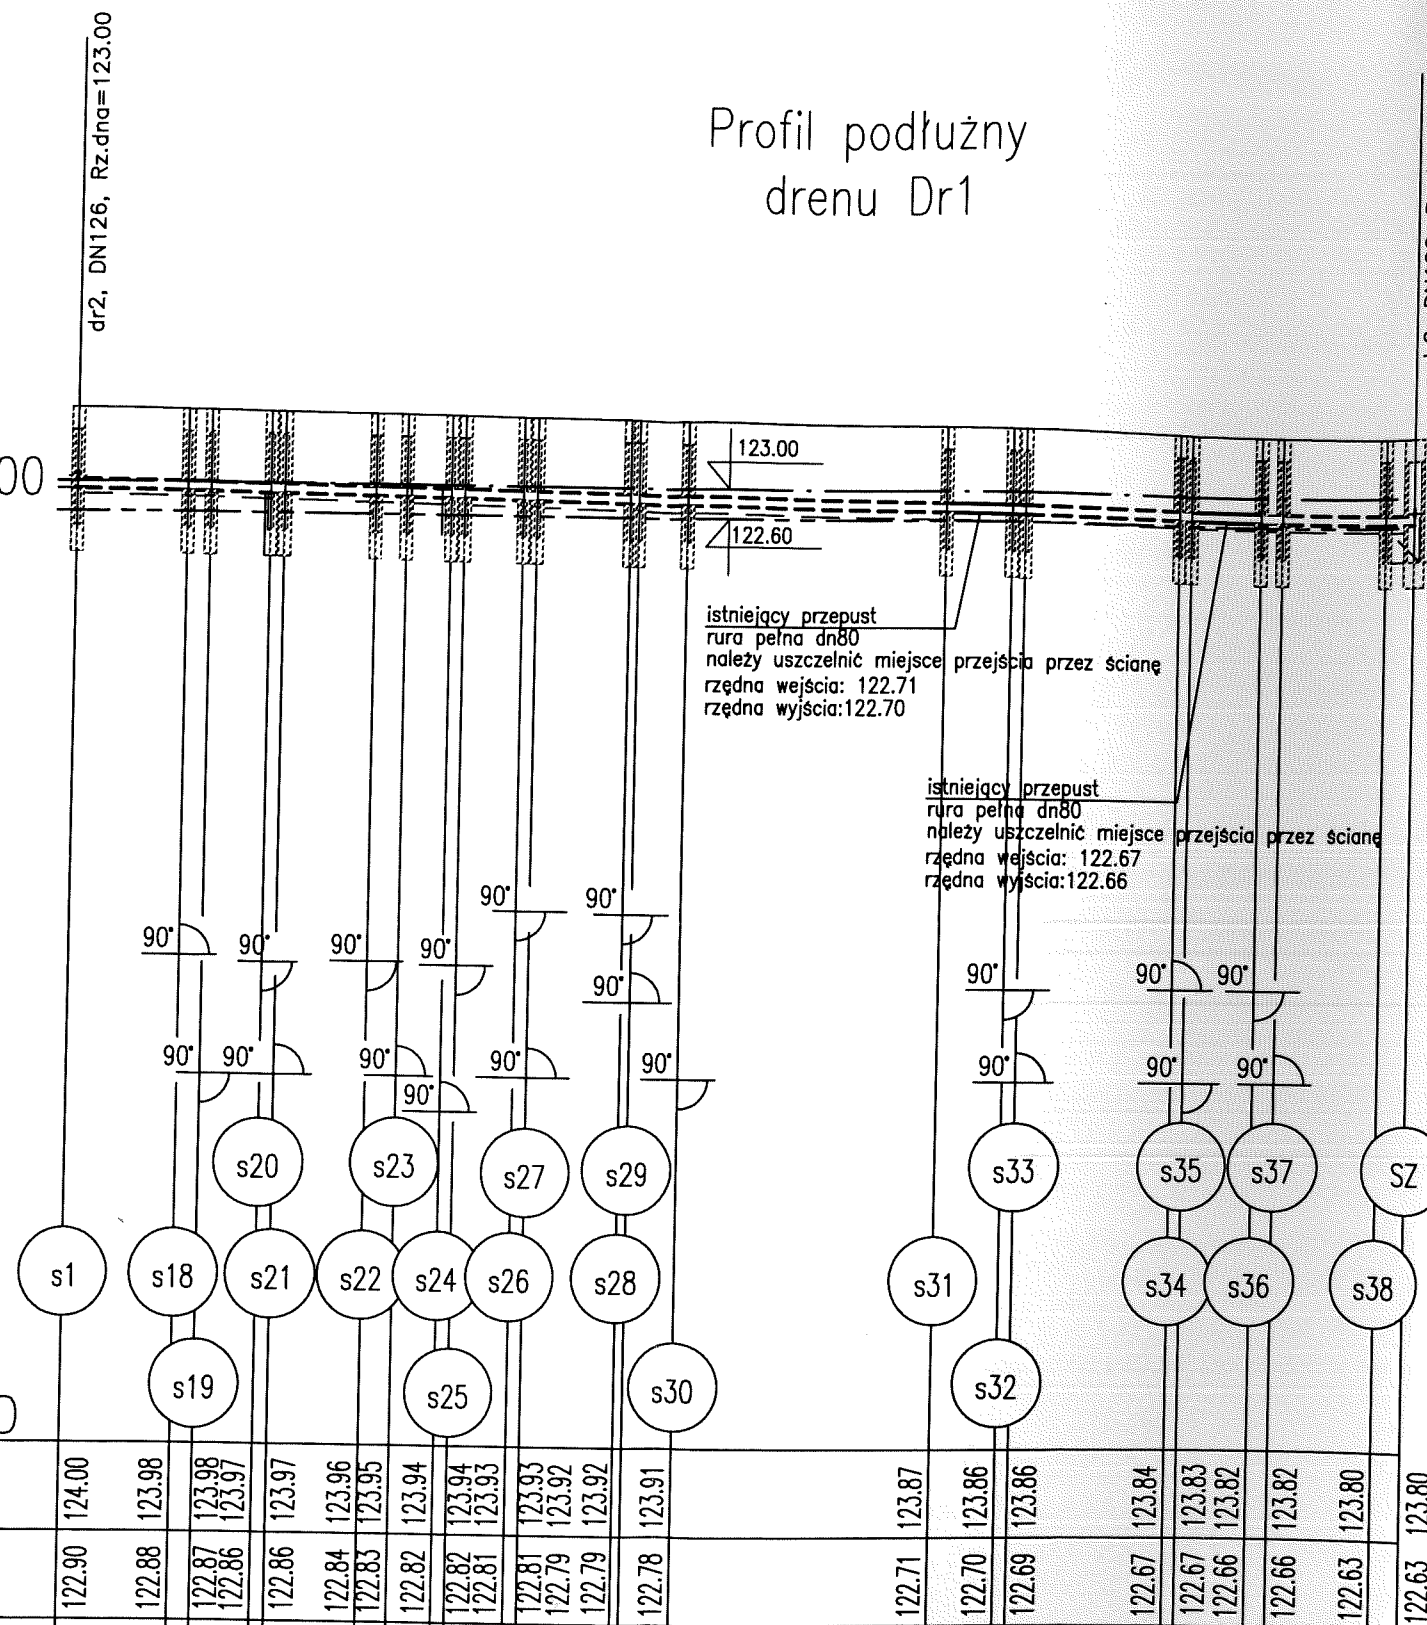 dr2, DN126, Rz.dna=123.00
Profil podłużny
drenu Dr1
00
123.00
122.60
istniejący przepust
rura pełna dn80
należy uszczelnić miejsce przejścia przez ścianę
rzędna wejścia: 122.71
rzędna wyjścia:122.70
istniejący przepust
rura pełna dn80
należy uszczelnić miejsce przejścia przez ścianę
rzędna wejścia: 122.67
rzędna wyjścia:122.66
90° 90°
90° 90° 90° 90° 90° 90° 90°
90° 90°
90° 90° 90° 90° 90° 90° 90° 90°
90°
s20 s23 s27 s29 s33 s35 s37 SZ
s1 s18 s21 s22 s24 s26 s28 s31 s34 s36 s38
s19 s25 s30 s32
124.00 123.98 123.98 123.97 123.97 123.96 123.95 123.94 123.94 123.93 123.93 123.92 123.92 123.91 123.87 123.86 123.86 123.84 123.83 123.82 123.82 123.80 123.80
122.90 122.88 122.87 122.86 122.86 122.84 122.83 122.82 122.82 122.81 122.81 122.79 122.79 122.78 122.71 122.70 122.69 122.67 122.67 122.66 122.66 122.63 122.63